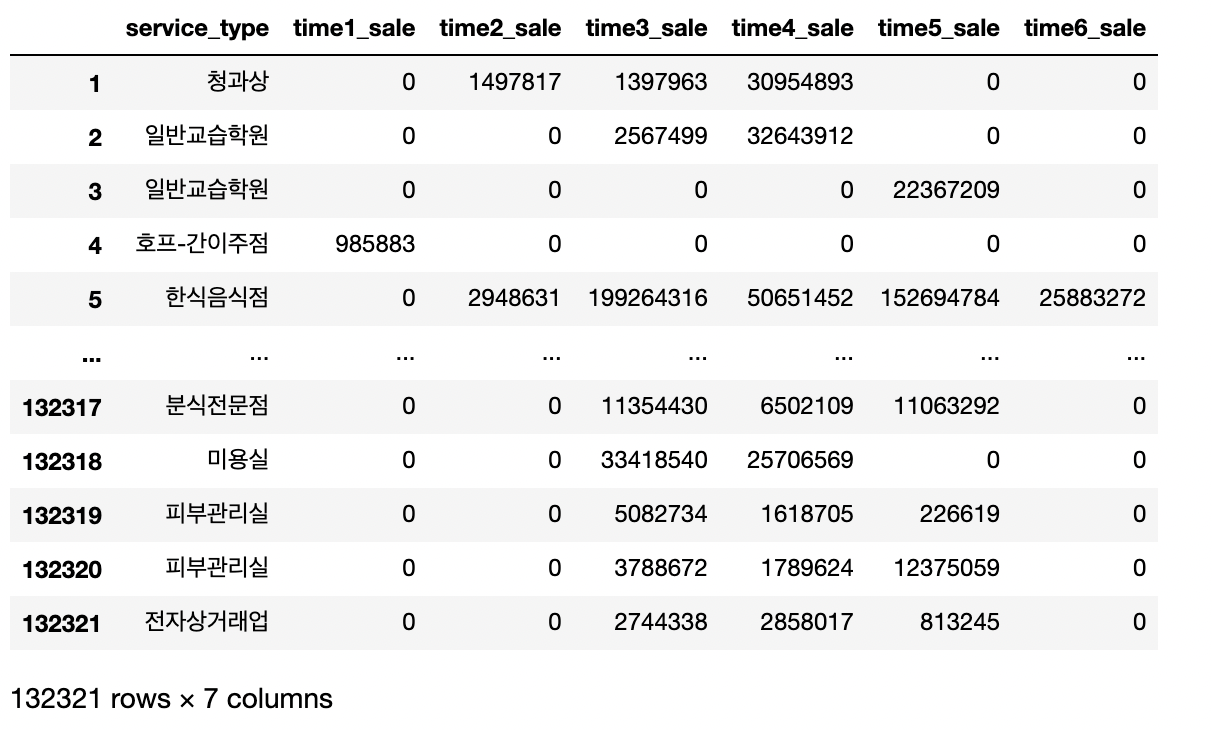 service_type time1_sale time2_sale time3_sale time4_sale time5_sale time6_sale
1 청과상 0 1497817 1397963 30954893 0 0
2 일반교습학원 0 0 2567499 32643912 0 0
3 일반교습학원 0 0 0 0 22367209 0
4 호프-간이주점 985883 0 0 0 0 0
5 한식음식점 0 2948631 199264316 50651452 152694784 25883272
... ... ... ... ... ... ... ...
132317 분식전문점 0 0 11354430 6502109 11063292 0
132318 미용실 0 0 33418540 25706569 0 0
132319 피부관리실 0 0 5082734 1618705 226619 0
132320 피부관리실 0 0 3788672 1789624 12375059 0
132321 전자상거래업 0 0 2744338 2858017 813245 0
132321 rows × 7 columns